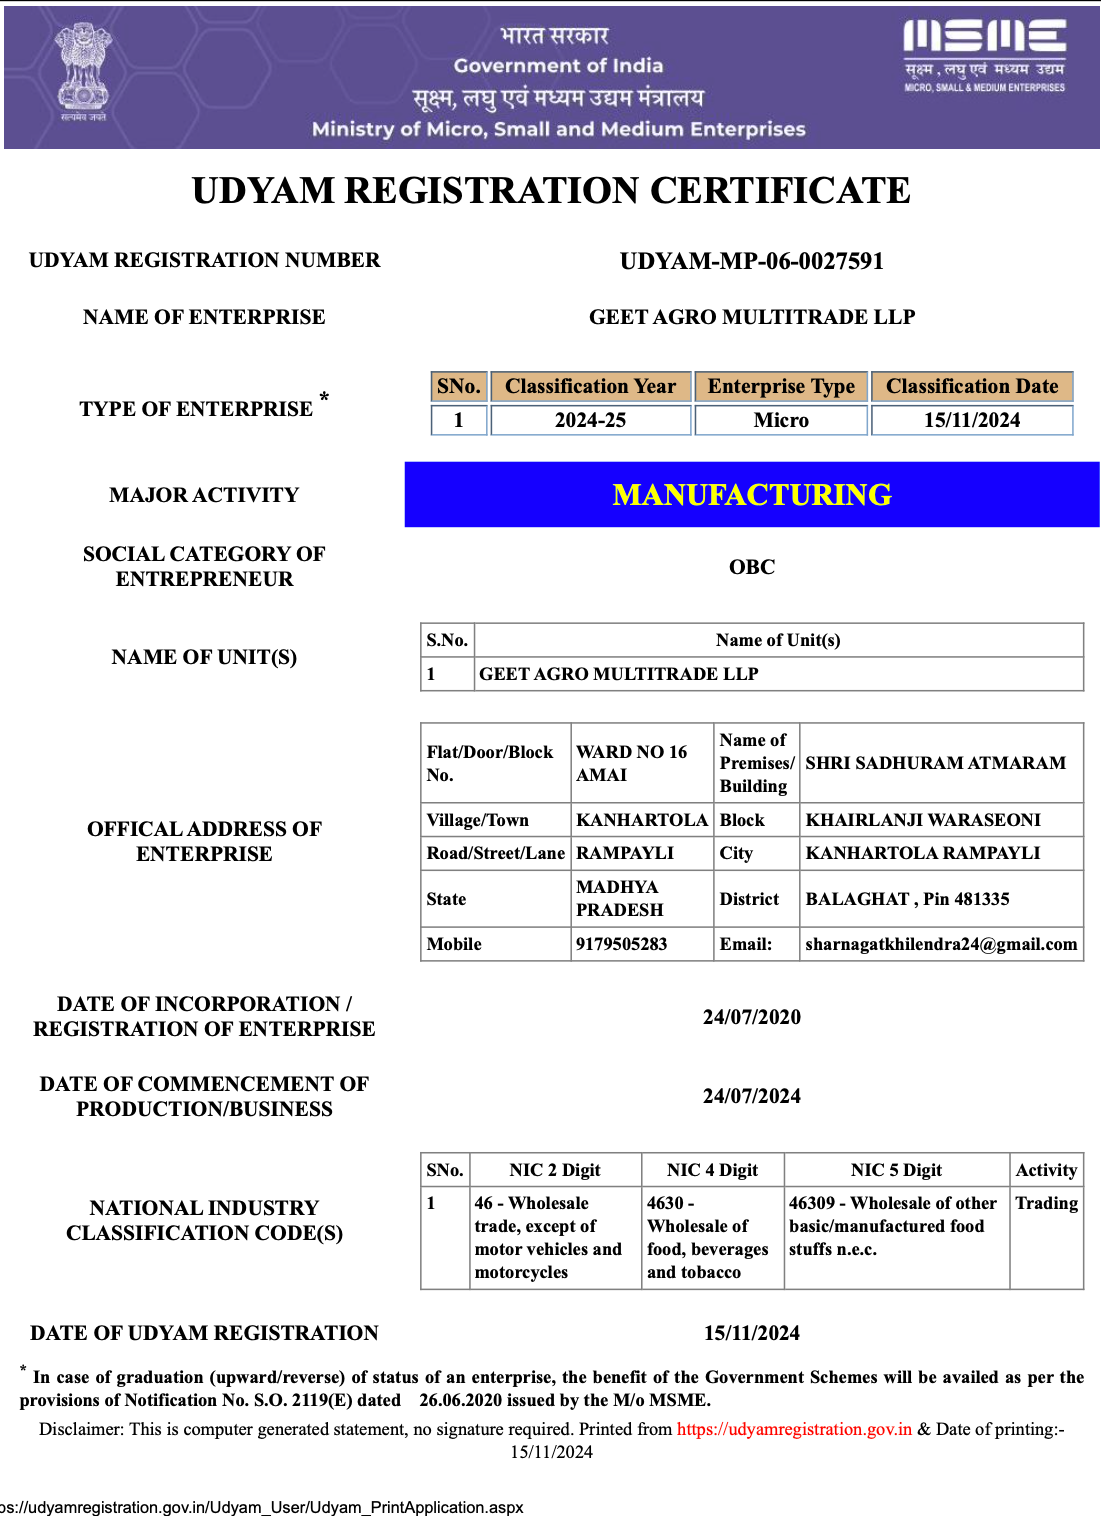 सत्यमेव जयते
भारत सरकार
Government of India
सूक्ष्म, लघु एवं मध्यम उद्यम मंत्रालय
Ministry of Micro, Small and Medium Enterprises
MSME
सूक्ष्म , लघु एवं मध्यम उद्यम
MICRO, SMALL & MEDIUM ENTERPRISES
UDYAM REGISTRATION CERTIFICATE
UDYAM REGISTRATION NUMBER UDYAM-MP-06-0027591
NAME OF ENTERPRISE GEET AGRO MULTITRADE LLP
TYPE OF ENTERPRISE *
SNo. Classification Year Enterprise Type Classification Date
1 2024-25 Micro 15/11/2024
MAJOR ACTIVITY MANUFACTURING
SOCIAL CATEGORY OF
ENTREPRENEUR
OBC
NAME OF UNIT(S)
S.No. Name of Unit(s)
1 GEET AGRO MULTITRADE LLP
OFFICAL ADDRESS OF
ENTERPRISE
Flat/Door/Block
No.
WARD NO 16
AMAI
Name of
Premises/
Building
SHRI SADHURAM ATMARAM
Village/Town KANHARTOLA Block KHAIRLANJI WARASEONI
Road/Street/Lane RAMPAYLI City KANHARTOLA RAMPAYLI
State
MADHYA
PRADESH
District BALAGHAT , Pin 481335
Mobile 9179505283 Email: sharnagatkhilendra24@gmail.com
DATE OF INCORPORATION /
REGISTRATION OF ENTERPRISE
24/07/2020
DATE OF COMMENCEMENT OF
PRODUCTION/BUSINESS
24/07/2024
NATIONAL INDUSTRY
CLASSIFICATION CODE(S)
SNo. NIC 2 Digit NIC 4 Digit NIC 5 Digit Activity
1
46 - Wholesale
trade, except of
motor vehicles and
motorcycles
4630 -
Wholesale of
food, beverages
and tobacco
46309 - Wholesale of other
basic/manufactured food
stuffs n.e.c.
Trading
DATE OF UDYAM REGISTRATION 15/11/2024
* In case of graduation (upward/reverse) of status of an enterprise, the benefit of the Government Schemes will be availed as per the
provisions of Notification No. S.O. 2119(E) dated 26.06.2020 issued by the M/o MSME.
Disclaimer: This is computer generated statement, no signature required. Printed from https://udyamregistration.gov.in & Date of printing:-
15/11/2024
ps://udyamregistration.gov.in/Udyam_User/Udyam_PrintApplication.aspx